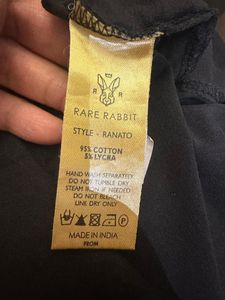 R R
RARE RABBIT
STYLE - RANATO
95% COTTON
5% LYCRA
HAND WASH SEPARATELY
DO NOT TUMBLE DRY
STEAM IRON IF NEEDED
DO NOT BLEACH
LINE DRY ONLY
MADE IN INDIA
FROM